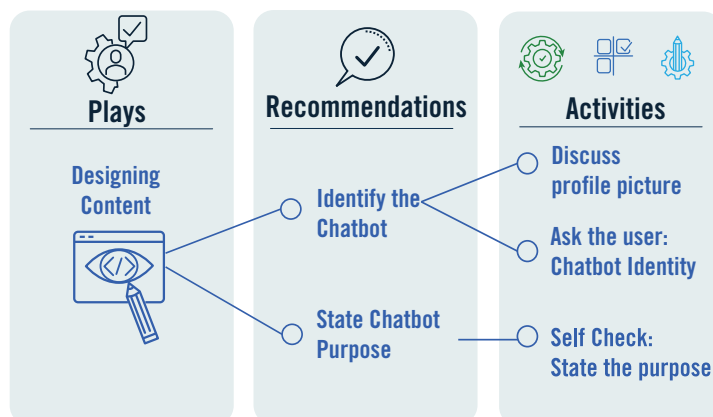 Plays
Designing
Content
Recommendations
Identify the
Chatbot
State Chatbot
Purpose
Activities
Discuss
profile picture
Ask the user:
Chatbot Identity
Self Check:
State the purpose